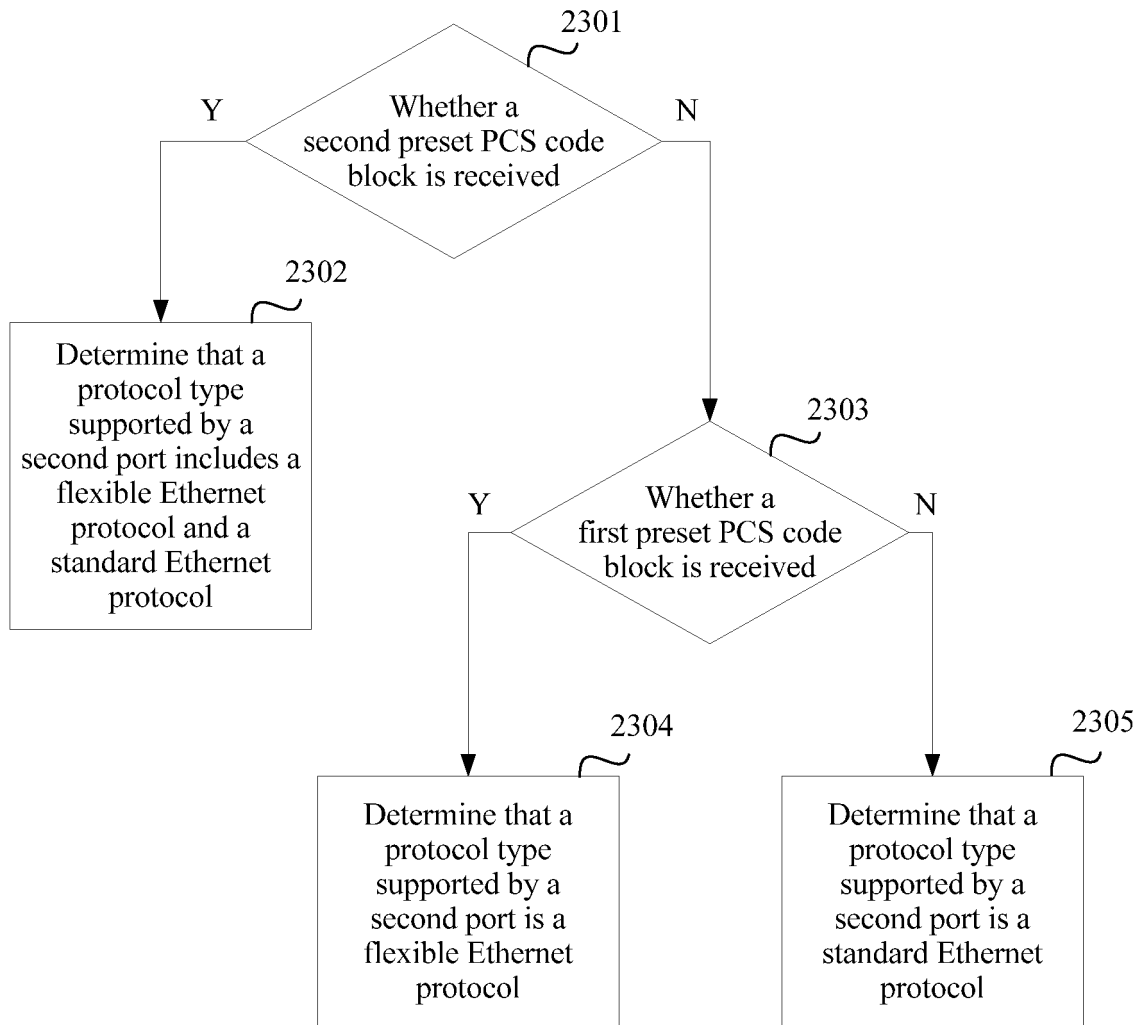 2301
Y
Whether a
second preset PCS code
block is received
N
2302
Determine that a
protocol type
supported by a
second port includes a
flexible Ethernet
protocol and a
standard Ethernet
protocol
2303
Y
Whether a
first preset PCS code
block is received
N
2304
Determine that a
protocol type
supported by a
second port is a
flexible Ethernet
protocol
2305
Determine that a
protocol type
supported by a
second port is a
standard Ethernet
protocol